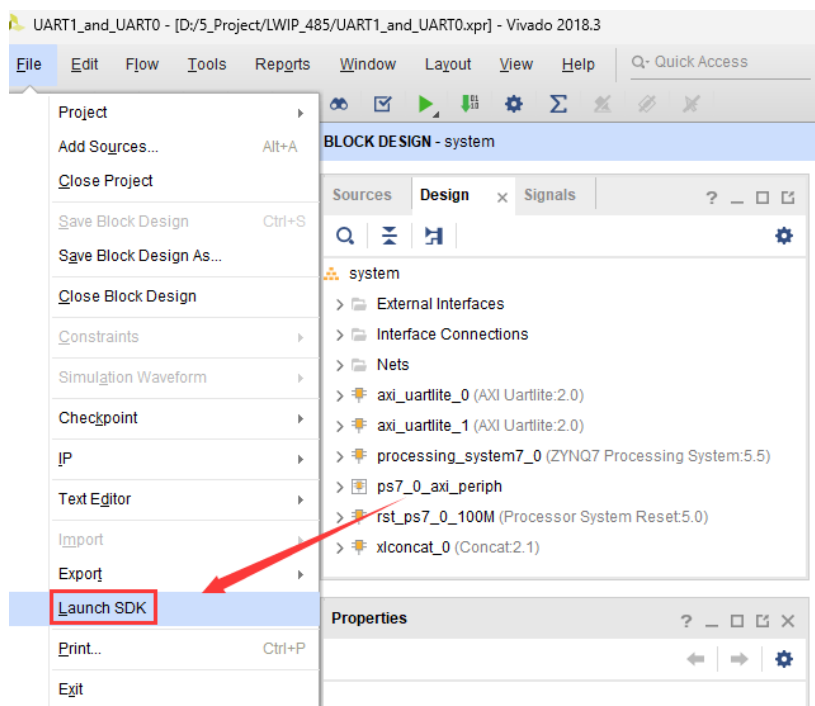 UART1_and_UART0 - [D:/5_Project/LWIP_485/UART1_and_UART0.xpr] - Vivado 2018.3
File Edit Flow Tools Reports Window Layout View Help Quick Access
Project
Add Sources... Alt+A
Close Project
Save Block Design Ctrl+S
Save Block Design As...
Close Block Design
Constraints
Simulation Waveform
Checkpoint
IP
Text Editor
Import
Export
Launch SDK
Print... Ctrl+P
Exit
BLOCK DESIGN - system
Sources Design Signals
system
External Interfaces
Interface Connections
Nets
axi_uartlite_0 (AXI Uartlite:2.0)
axi_uartlite_1 (AXI Uartlite:2.0)
processing_system7_0 (ZYNQ7 Processing System:5.5)
ps7_0_axi_periph
rst_ps7_0_100M (Processor System Reset:5.0)
xlconcat_0 (Concat:2.1)
Properties